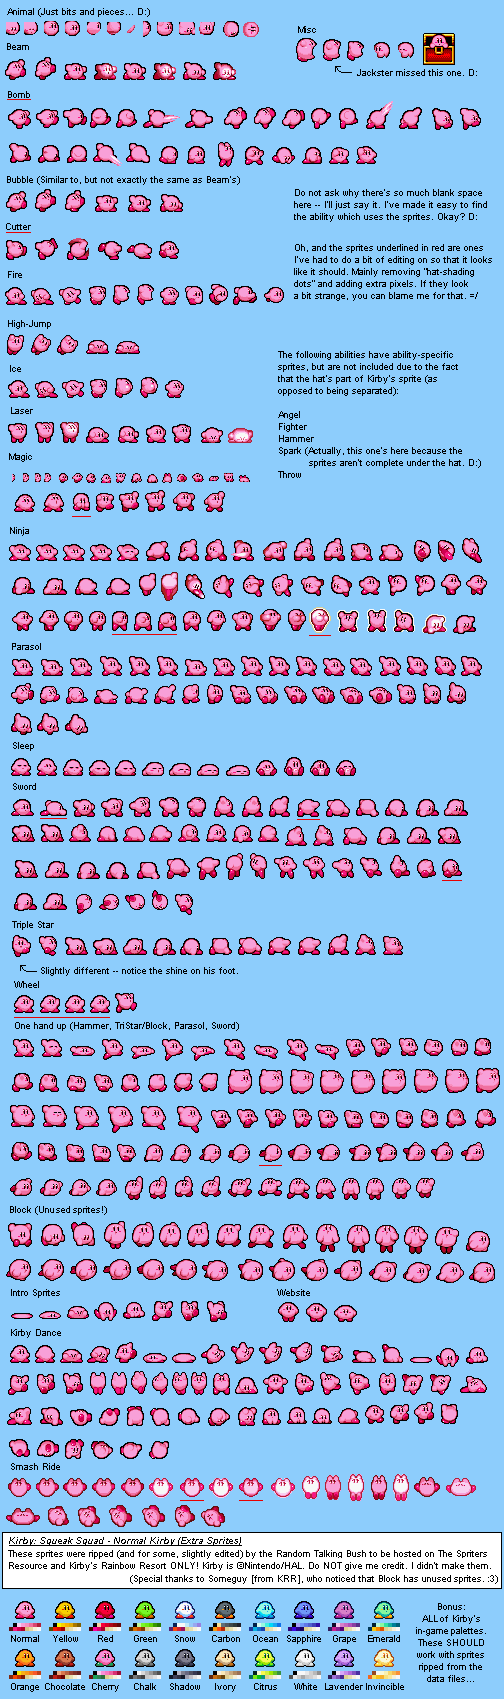 Animal (Just bits and pieces... D:)
Misc
Beam
Jackster missed this one. D:
Bomb
Bubble (Similar to, but not exactly the same as Beam's)
Do not ask why there's so much blank space
here -- I'll just say it. I've made it easy to find
the ability which uses the sprites. Okay? D:
Cutter
Oh, and the sprites underlined in red are ones
I've had to do a bit of editing on so that it looks
like it should. Mainly removing "hat-shading
dots" and adding extra pixels. If they look
a bit strange, you can blame me for that. =/
Fire
High-Jump
The following abilities have ability-specific
sprites, but are not included due to the fact
that the hat's part of Kirby's sprite (as
opposed to being separated):
Ice
Laser
Angel
Fighter
Hammer
Spark (Actually, this one's here because the
sprites aren't complete under the hat. D:)
Throw
Magic
Ninja
Parasol
Sleep
Sword
Triple Star
Slightly different -- notice the shine on his foot.
Wheel
One hand up (Hammer, TriStar/Block, Parasol, Sword)
Block (Unused sprites!)
Intro Sprites
Website
Kirby Dance
Smash Ride
Kirby: Squeak Squad - Normal Kirby (Extra Sprites)
These sprites were ripped (and for some, slightly edited) by the Random Talking Bush to be hosted on The Spriters
Resource and Kirby's Rainbow Resort ONLY! Kirby is @Nintendo/HAL. Do NOT give me credit. I didn't make them.
(Special thanks to Someguy [from KRR], who noticed that Block has unused sprites. :3)
Normal Yellow Red Green Snow Carbon Ocean Sapphire Grape Emerald
Orange Chocolate Cherry Chalk Shadow Ivory Citrus White Lavender Invincible
Bonus:
ALL of Kirby's
in-game palettes.
These SHOULD
work with sprites
ripped from the
data files...